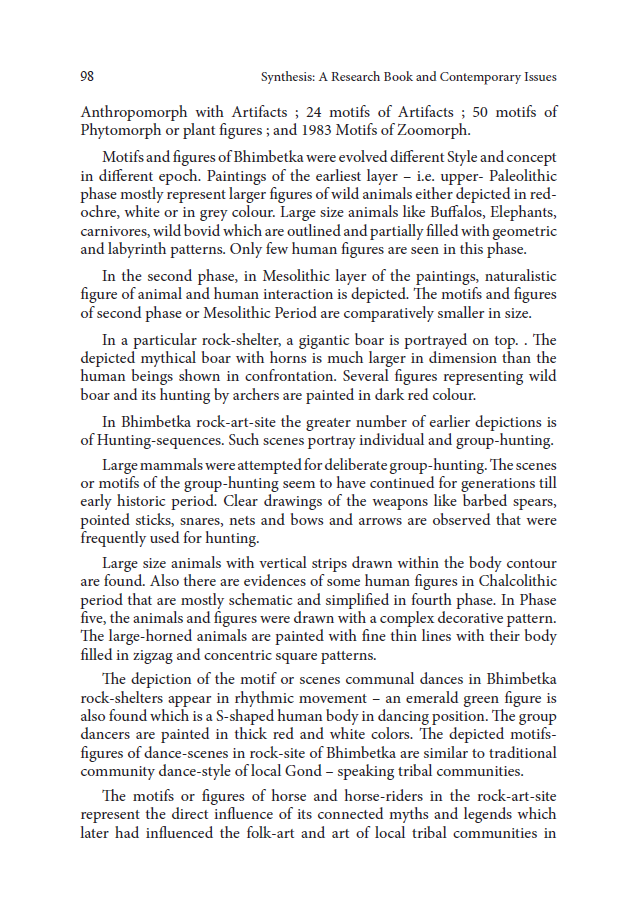 98 Synthesis: A Research Book and Contemporary Issues
Anthropomorph with Artifacts ; 24 motifs of Artifacts ; 50 motifs of
Phytomorph or plant figures ; and 1983 Motifs of Zoomorph.
Motifs and figures of Bhimbetka were evolved different Style and concept
in different epoch. Paintings of the earliest layer – i.e. upper- Paleolithic
phase mostly represent larger figures of wild animals either depicted in red-
ochre, white or in grey colour. Large size animals like Buffalos, Elephants,
carnivores, wild bovid which are outlined and partially filled with geometric
and labyrinth patterns. Only few human figures are seen in this phase.
In the second phase, in Mesolithic layer of the paintings, naturalistic
figure of animal and human interaction is depicted. The motifs and figures
of second phase or Mesolithic Period are comparatively smaller in size.
In a particular rock-shelter, a gigantic boar is portrayed on top. . The
depicted mythical boar with horns is much larger in dimension than the
human beings shown in confrontation. Several figures representing wild
boar and its hunting by archers are painted in dark red colour.
In Bhimbetka rock-art-site the greater number of earlier depictions is
of Hunting-sequences. Such scenes portray individual and group-hunting.
Large mammals were attempted for deliberate group-hunting. The scenes
or motifs of the group-hunting seem to have continued for generations till
early historic period. Clear drawings of the weapons like barbed spears,
pointed sticks, snares, nets and bows and arrows are observed that were
frequently used for hunting.
Large size animals with vertical strips drawn within the body contour
are found. Also there are evidences of some human figures in Chalcolithic
period that are mostly schematic and simplified in fourth phase. In Phase
five, the animals and figures were drawn with a complex decorative pattern.
The large-horned animals are painted with fine thin lines with their body
filled in zigzag and concentric square patterns.
The depiction of the motif or scenes communal dances in Bhimbetka
rock-shelters appear in rhythmic movement – an emerald green figure is
also found which is a S-shaped human body in dancing position. The group
dancers are painted in thick red and white colors. The depicted motifs-
figures of dance-scenes in rock-site of Bhimbetka are similar to traditional
community dance-style of local Gond – speaking tribal communities.
The motifs or figures of horse and horse-riders in the rock-art-site
represent the direct influence of its connected myths and legends which
later had influenced the folk-art and art of local tribal communities in